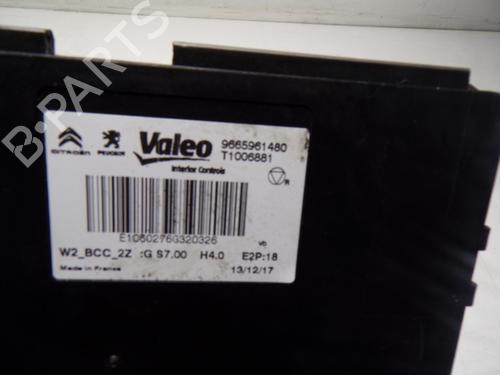 B-PARTS
CITROËN PEUGEOT Valeo 9665961480
T1006881
Interior Controls
E1060276G320326
W2_BCC_2Z :G S7.00 H4.0 E2P:18
Made in France 13/12/17